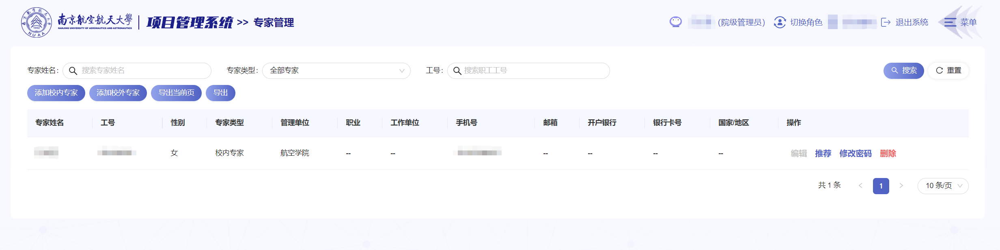 南京航空航天大學
NANJING UNIVERSITY OF AERONAUTICS AND ASTRONAUTICS
1952
NUAA
项目管理系统 >> 专家管理
(院级管理员) 切换角色 退出系统 菜单
专家姓名: 搜索专家姓名 专家类型: 全部专家 工号: 搜索职工工号 搜索 重置
添加校内专家 添加校外专家 导出当前页 导出
专家姓名 工号 性别 专家类型 管理单位 职业 工作单位 手机号 邮箱 开户银行 银行卡号 国家/地区 操作
女 校内专家 航空学院 -- -- -- -- -- -- 编辑 推荐 修改密码 删除
共 1 条 < 1 > 10 条/页